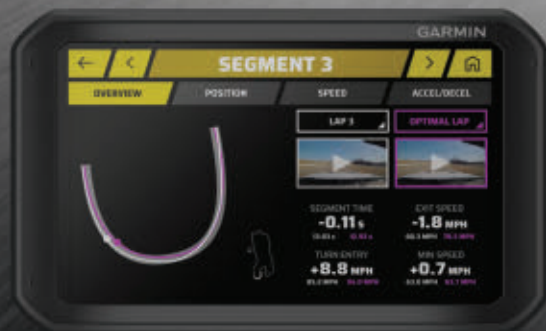 GARMIN
SEGMENT 3
OVERVIEW POSITION SPEED ACCEL/DECEL
LAP 3 OPTIMAL LAP
SEGMENT TIME EXIT SPEED
-0.11 s -1.8 MPH
TURN ENTRY MIN SPEED
+8.8 MPH +0.7 MPH